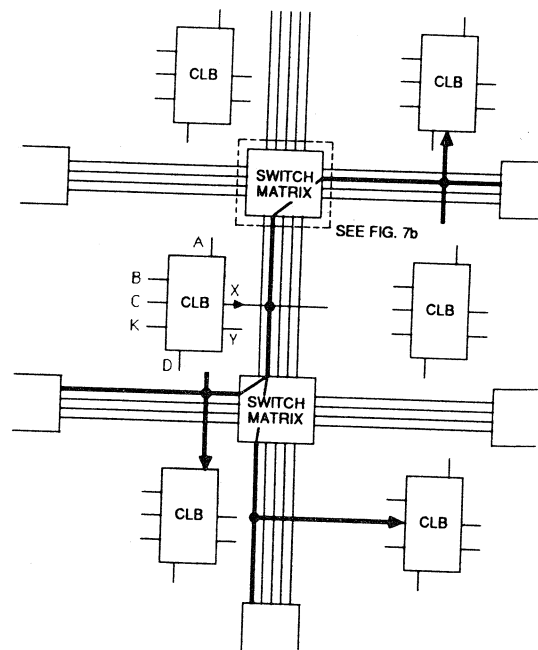 CLB
CLB
SWITCH
MATRIX
SEE FIG. 7b
A
B
C
K
CLB
X
Y
D
CLB
SWITCH
MATRIX
CLB
CLB